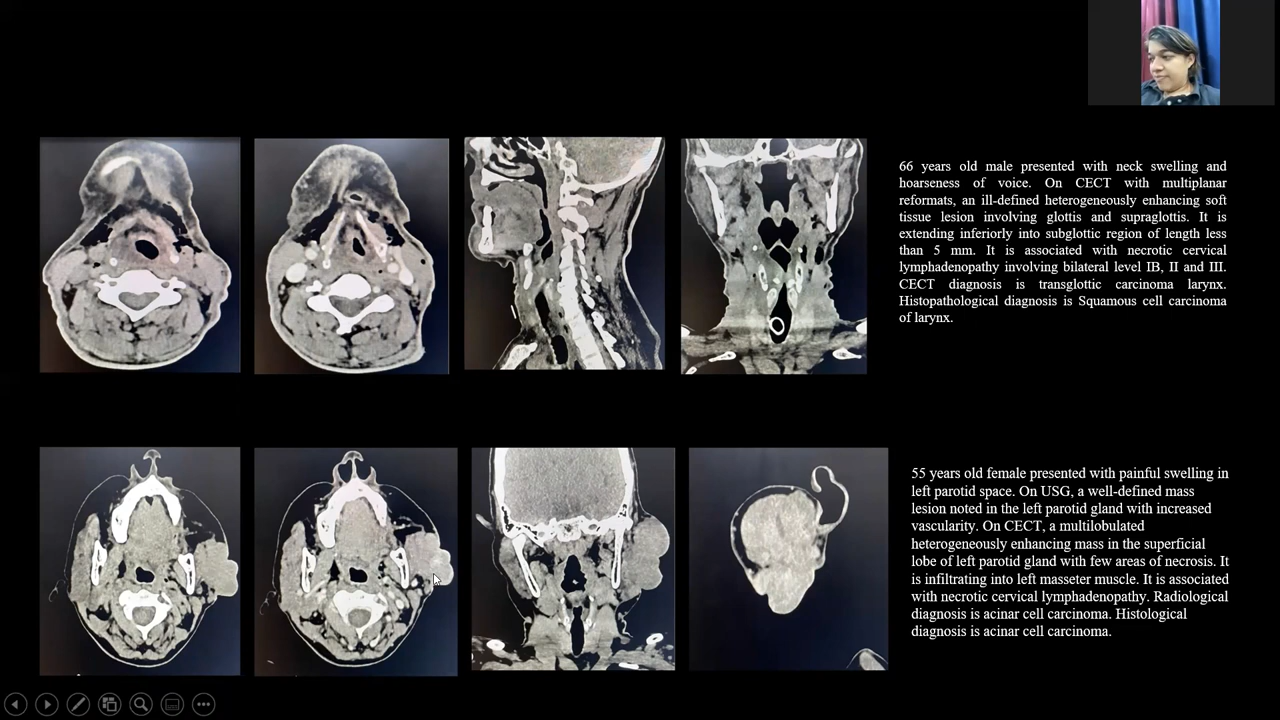 66 years old male presented with neck swelling and
hoarseness of voice. On CECT with multiplanar
reformats, an ill-defined heterogeneously enhancing soft
tissue lesion involving glottis and supraglottis. It is
extending inferiorly into subglottic region of length less
than 5 mm. It is associated with necrotic cervical
lymphadenopathy involving bilateral level IB, II and III.
CECT diagnosis is transglottic carcinoma larynx.
Histopathological diagnosis is Squamous cell carcinoma
of larynx.
55 years old female presented with painful swelling in
left parotid space. On USG, a well-defined mass
lesion noted in the left parotid gland with increased
vascularity. On CECT, a multilobulated
heterogeneously enhancing mass in the superficial
lobe of left parotid gland with few areas of necrosis. It
is infiltrating into left masseter muscle. It is associated
with necrotic cervical lymphadenopathy. Radiological
diagnosis is acinar cell carcinoma. Histological
diagnosis is acinar cell carcinoma.